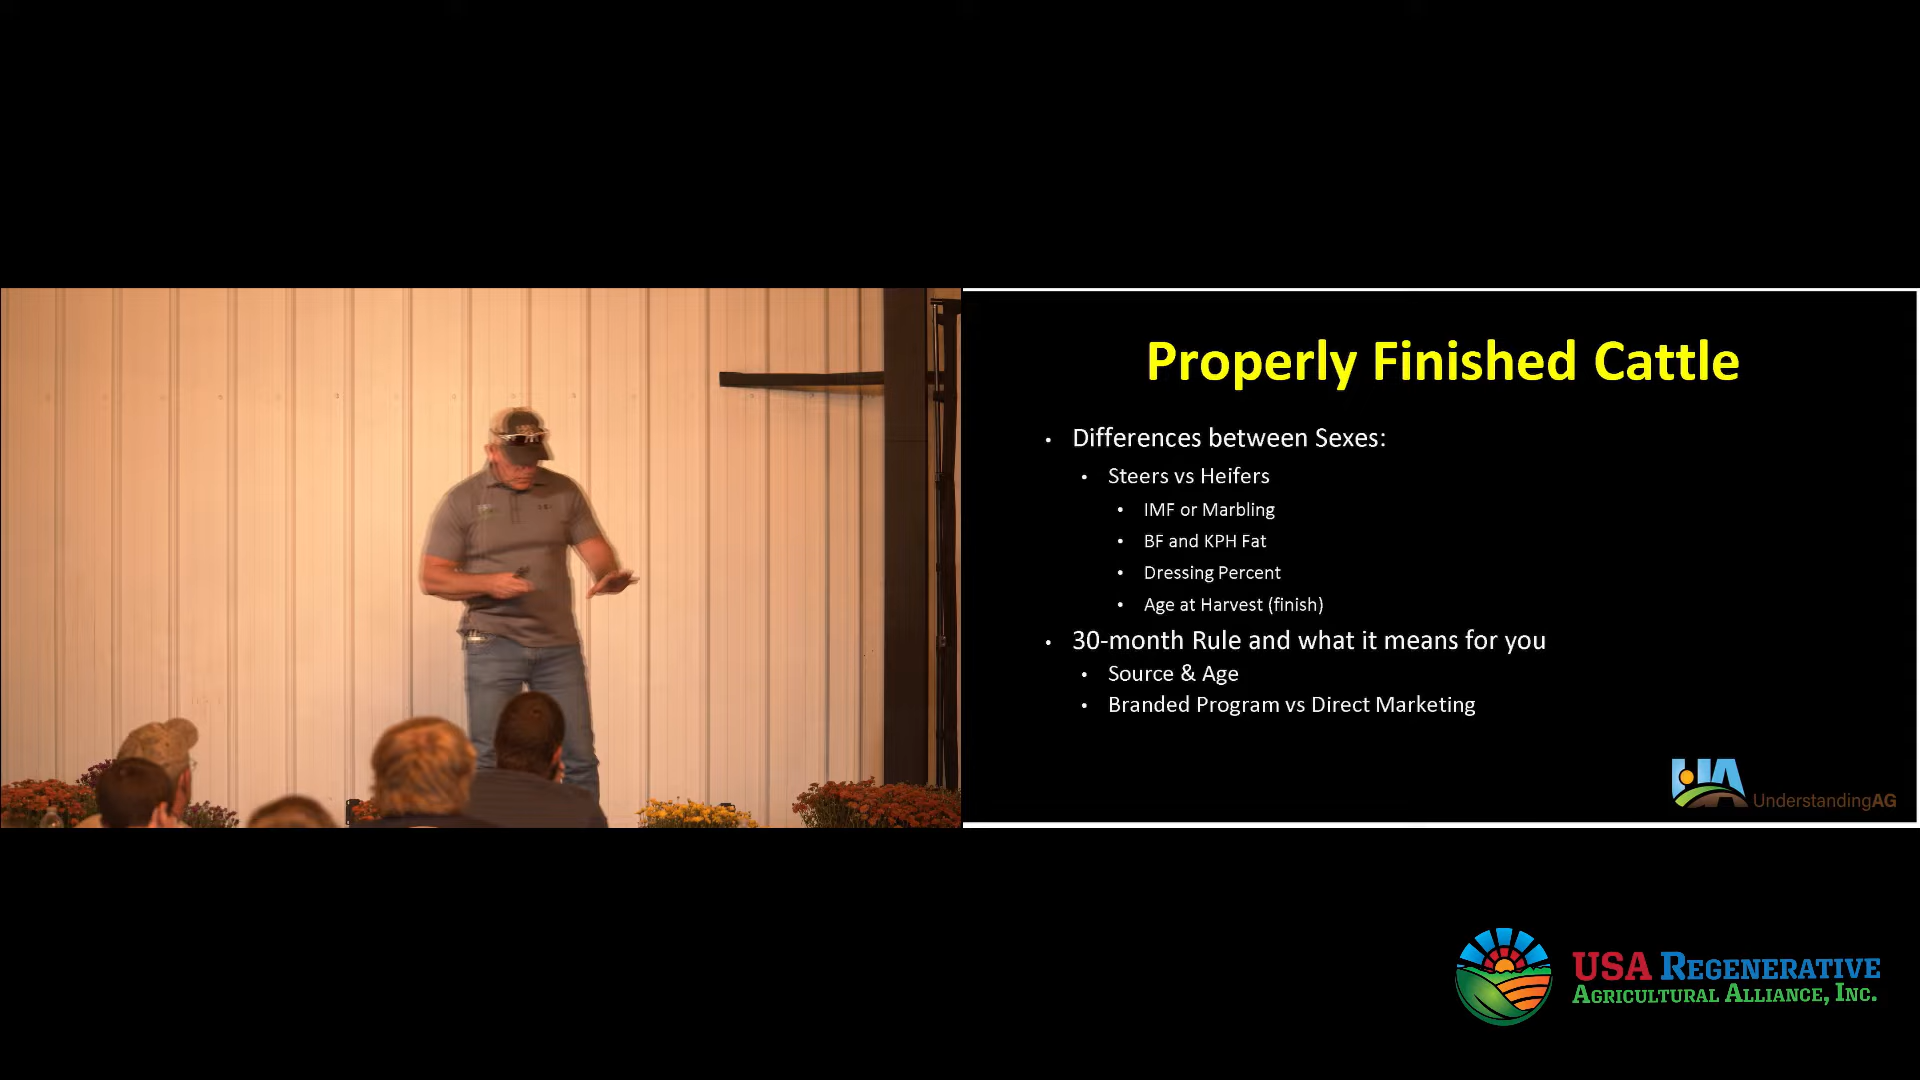 Properly Finished Cattle
• Differences between Sexes:
• Steers vs Heifers
• IMF or Marbling
• BF and KPH Fat
• Dressing Percent
• Age at Harvest (finish)
• 30-month Rule and what it means for you
• Source & Age
• Branded Program vs Direct Marketing
UA
UnderstandingAG
USA REGENERATIVE
AGRICULTURAL ALLIANCE, INC.